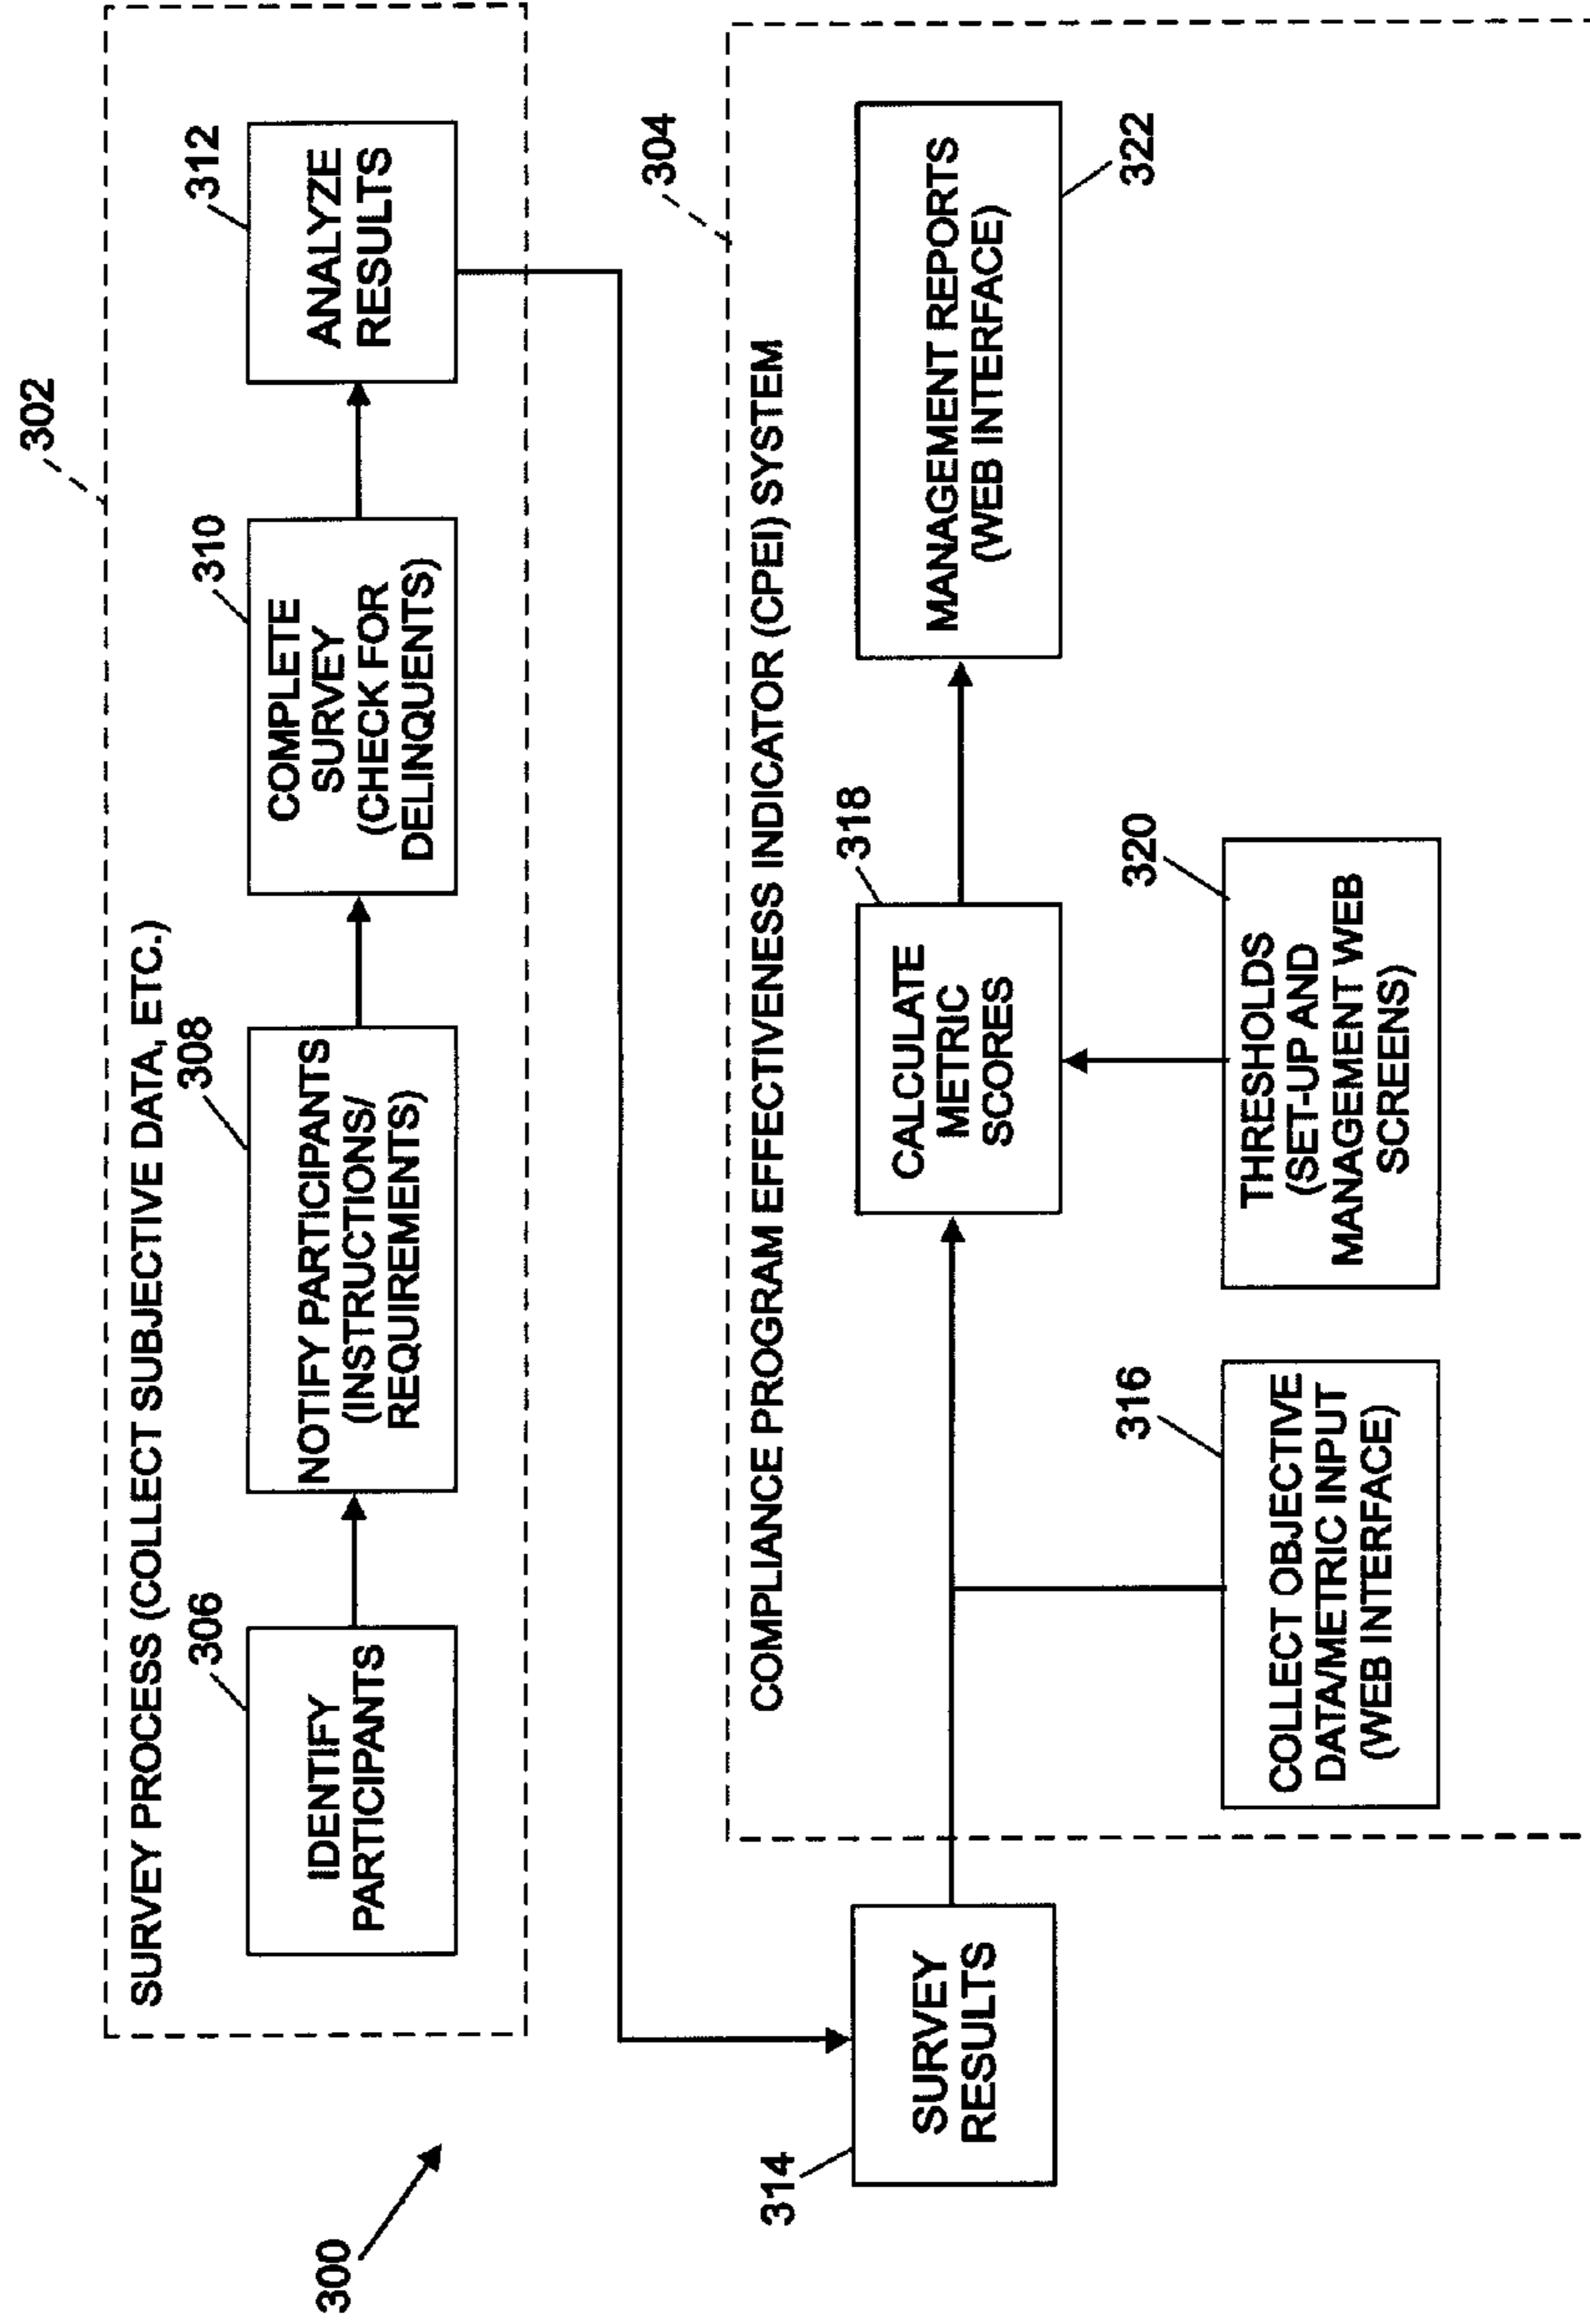 300
302
SURVEY PROCESS (COLLECT SUBJECTIVE DATA, ETC.)
306
IDENTIFY
PARTICIPANTS
308
NOTIFY PARTICIPANTS
(INSTRUCTIONS/
REQUIREMENTS)
310
COMPLETE
SURVEY
(CHECK FOR
DELINQUENTS)
312
ANALYZE
RESULTS
304
COMPLIANCE PROGRAM EFFECTIVENESS INDICATOR (CPEI) SYSTEM
314
SURVEY
RESULTS
318
CALCULATE
METRIC
SCORES
MANAGEMENT REPORTS
(WEB INTERFACE)
322
316
COLLECT OBJECTIVE
DATA/METRIC INPUT
(WEB INTERFACE)
320
THRESHOLDS
(SET-UP AND
MANAGEMENT WEB
SCREENS)